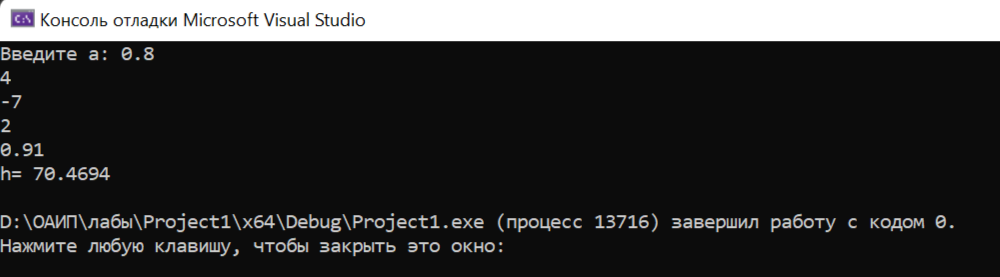 C:\ Консоль отладки Microsoft Visual Studio
Введите a: 0.8
4
-7
2
0.91
h= 70.4694
D:\ОАИП\лабы\Project1\x64\Debug\Project1.exe (процесс 13716) завершил работу с кодом 0.
Нажмите любую клавишу, чтобы закрыть это окно: